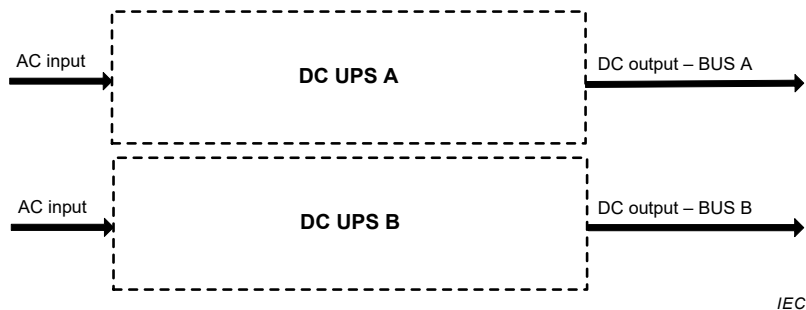 AC input
DC UPS A
DC output – BUS A
AC input
DC UPS B
DC output – BUS B
IEC